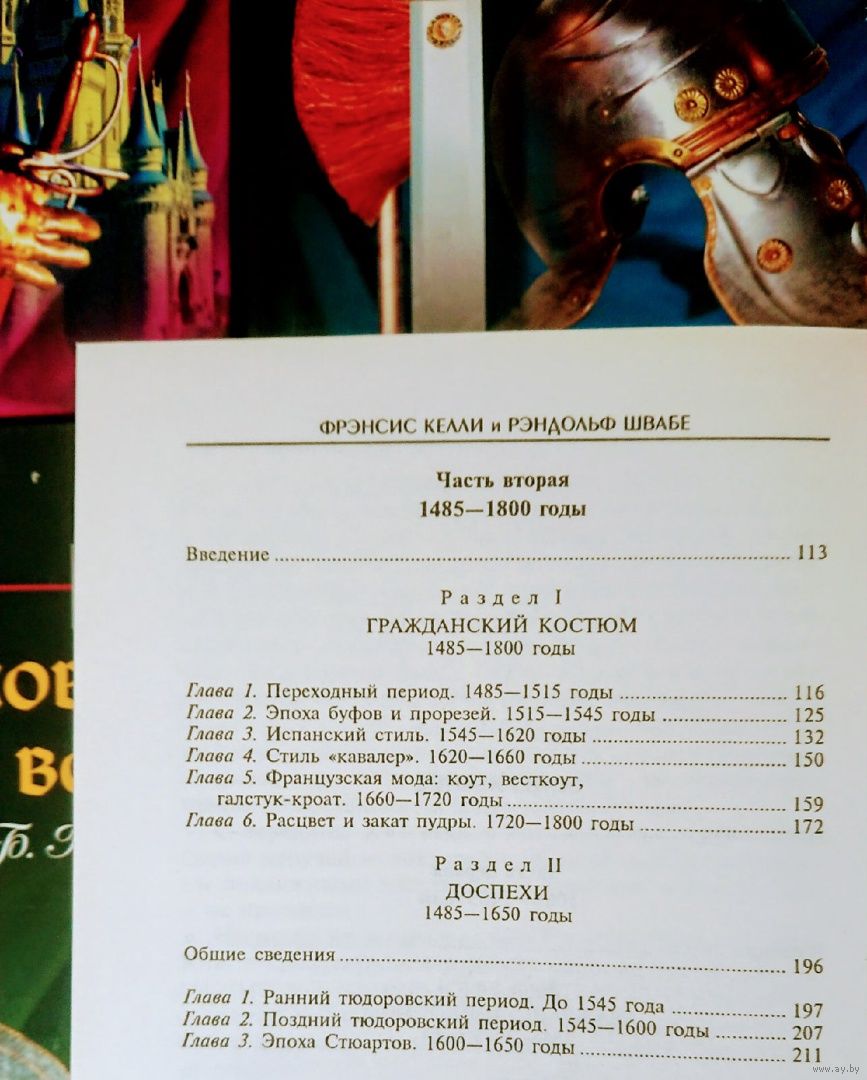 ФРЭНСИС КЕЛЛИ и РЭНДОЛЬФ ШВАБЕ
Часть вторая
1485—1800 годы
Введение 113
Раздел I
ГРАЖДАНСКИЙ КОСТЮМ
1485—1800 годы
Глава 1. Переходный период. 1485—1515 годы 116
Глава 2. Эпоха буфов и прорезей. 1515—1545 годы 125
Глава 3. Испанский стиль. 1545—1620 годы 132
Глава 4. Стиль «кавалер». 1620—1660 годы 150
Глава 5. Французская мода: коут, весткоут,
галстук-кроат. 1660—1720 годы 159
Глава 6. Расцвет и закат пудры. 1720—1800 годы 172
Раздел II
ДОСПЕХИ
1485—1650 годы
Общие сведения 196
Глава 1. Ранний тюдоровский период. До 1545 года 197
Глава 2. Поздний тюдоровский период. 1545—1600 годы 207
Глава 3. Эпоха Стюартов. 1600—1650 годы 211
www.ay.by